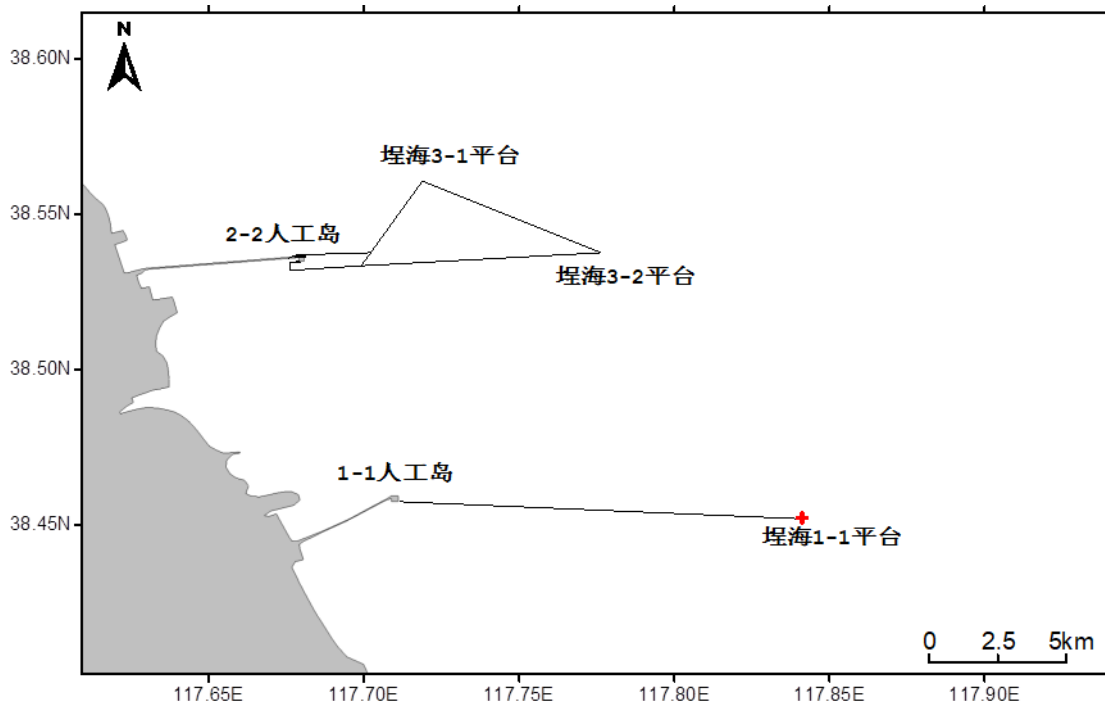 N
38.60N
埕海3-1平台
38.55N
2-2人工岛
埕海3-2平台
38.50N
1-1人工岛
38.45N
埕海1-1平台
0 2.5 5km
117.65E 117.70E 117.75E 117.80E 117.85E 117.90E